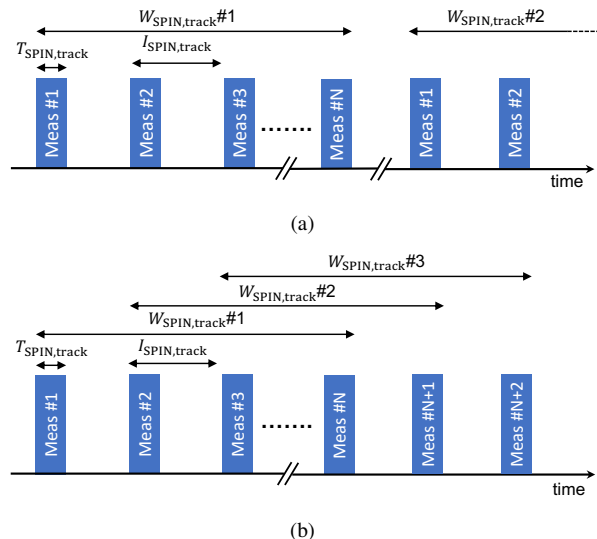 W_SPIN,track#1
W_SPIN,track#2
T_SPIN,track
I_SPIN,track
Meas #1
Meas #2
Meas #3
.......
Meas #N
Meas #1
Meas #2
time
(a)
W_SPIN,track#3
W_SPIN,track#2
W_SPIN,track#1
T_SPIN,track
I_SPIN,track
Meas #1
Meas #2
Meas #3
.......
Meas #N
Meas #N+1
Meas #N+2
time
(b)